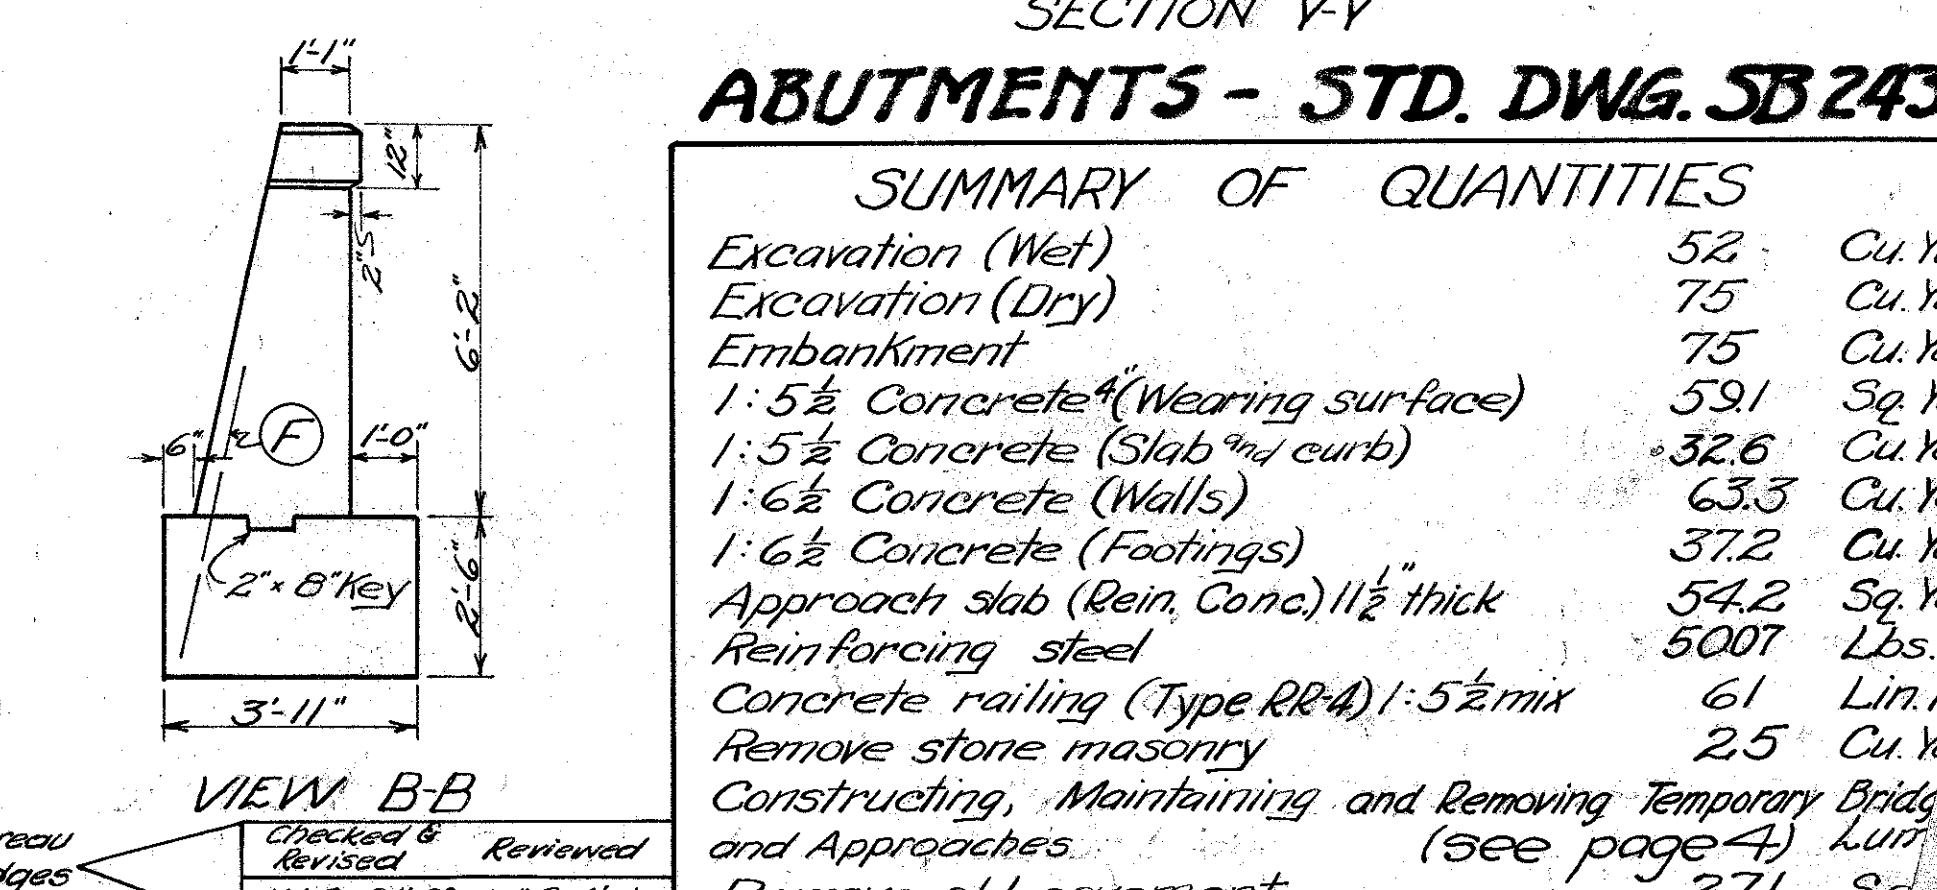 SECTION Y-Y
ABUTMENTS - STD. DWG. SB 243
1'-1"
12"
2"
6'-2"
6"
F
1'-0"
2" x 8" Key
2'-6"
3'-11"
VIEW B-B
Checked & Reviewed
Revised
SUMMARY OF QUANTITIES
Excavation (Wet) 52 Cu.
Excavation (Dry) 75 Cu.
Embankment 75 Cu.
1:5½ Concrete 4" (Wearing surface) 59.1 Sq.
1:5½ Concrete (Slab and curb) 32.6 Cu.
1:6½ Concrete (Walls) 63.3 Cu.
1:6½ Concrete (Footings) 37.2 Cu.
Approach slab (Rein. Conc.) 11½" thick 54.2 Sq.
Reinforcing steel 5007 Lbs.
Concrete railing (Type RR-4) 1:5½ mix 61 Lin.
Remove stone masonry 25 Cu.
Constructing, Maintaining and Removing Temporary Bridg
and Approaches (see page 4) Lum